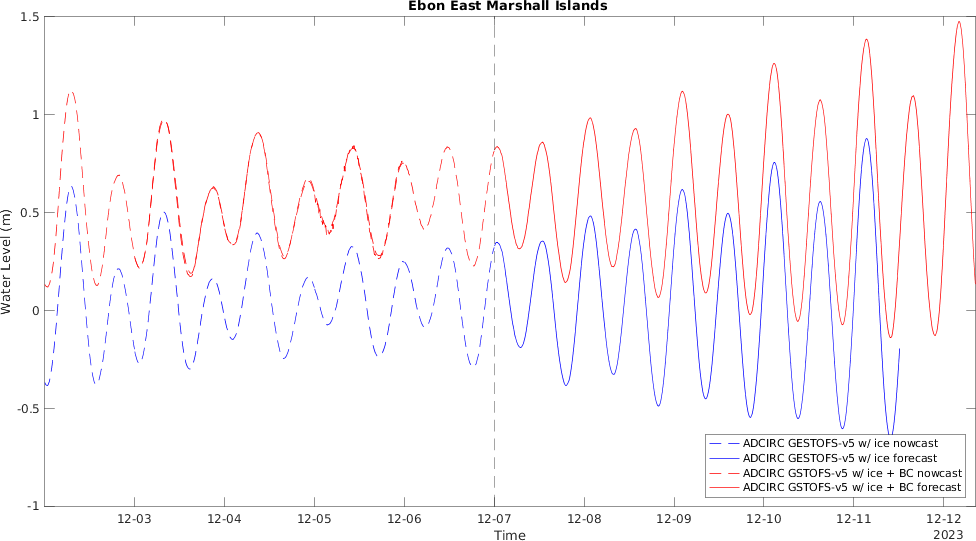 Ebon East Marshall Islands
1.5
1
0.5
0
-0.5
-1
Water Level (m)
12-03 12-04 12-05 12-06 12-07 12-08 12-09 12-10 12-11 12-12
2023
Time
ADCIRC GESTOFS-v5 w/ ice nowcast
ADCIRC GESTOFS-v5 w/ ice forecast
ADCIRC GSTOFS-v5 w/ ice + BC nowcast
ADCIRC GSTOFS-v5 w/ ice + BC forecast